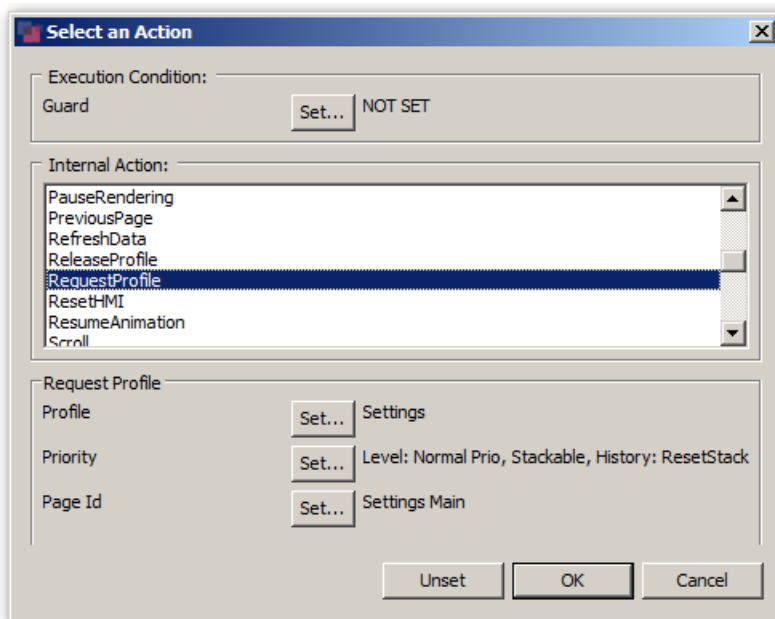 Select an Action
Execution Condition:
Guard Set... NOT SET
Internal Action:
PauseRendering
PreviousPage
RefreshData
ReleaseProfile
RequestProfile
ResetHMI
ResumeAnimation
Scroll
Request Profile
Profile Set... Settings
Priority Set... Level: Normal Prio, Stackable, History: ResetStack
Page Id Set... Settings Main
Unset OK Cancel